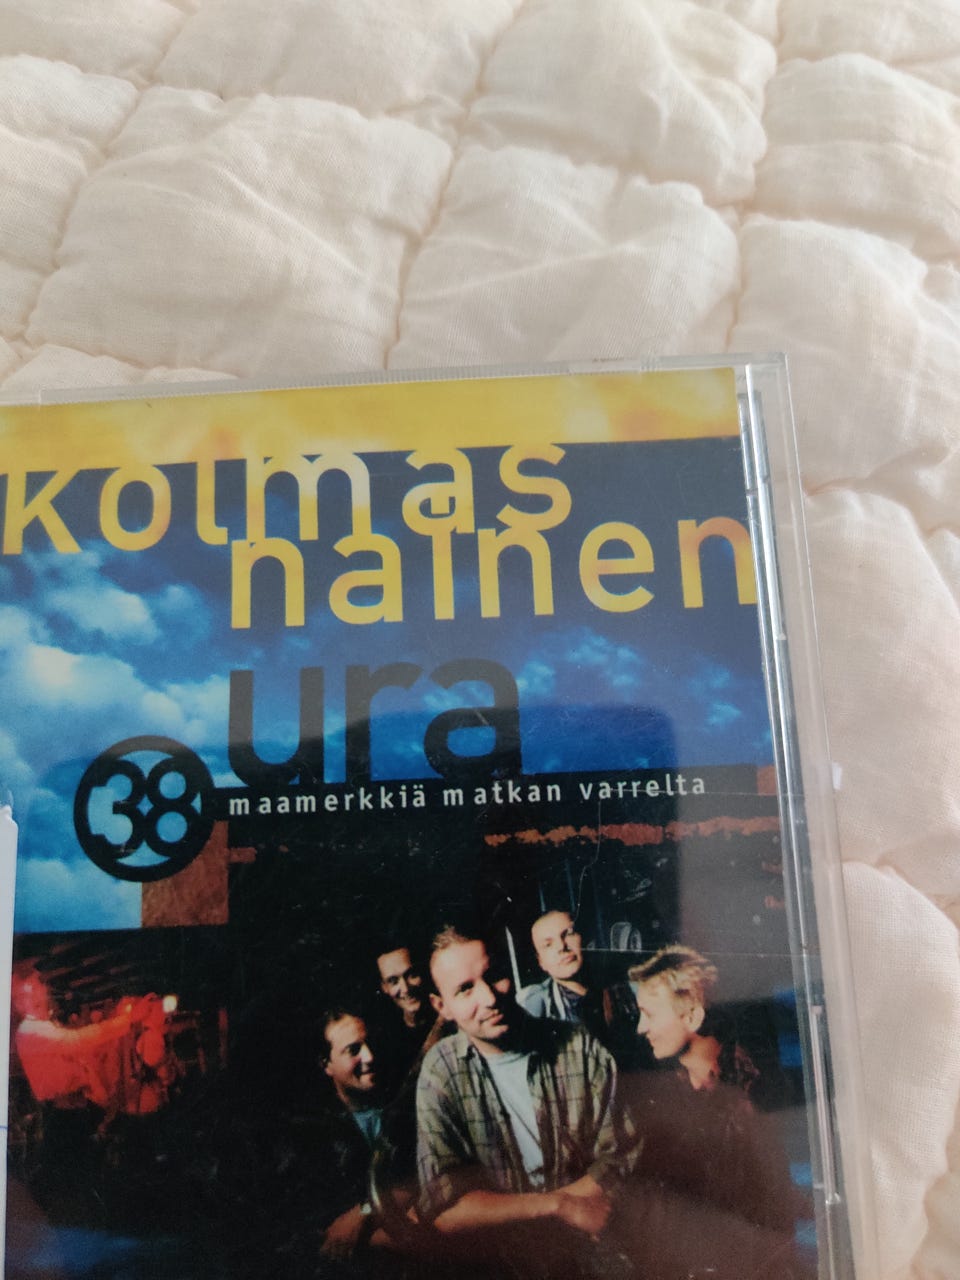 kolmas
nainen
ura
38 maamerkkiä matkan varrelta